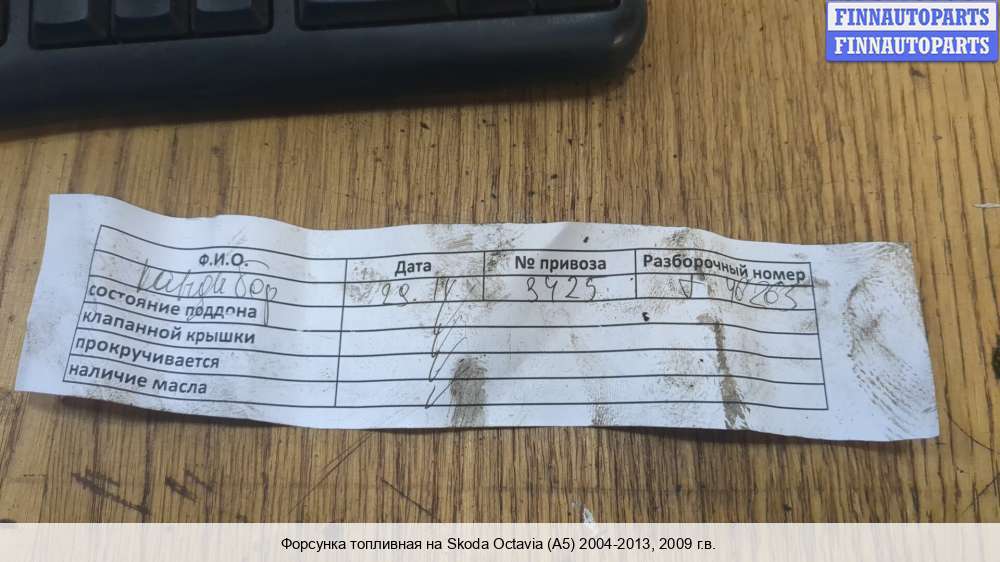 FINNAUTOPARTS
FINNAUTOPARTS
Ф.И.О. Дата № привоза Разборочный номер
3425
состояние поддона
клапанной крышки
прокручивается
наличие масла
Форсунка топливная на Skoda Octavia (A5) 2004-2013, 2009 г.в.